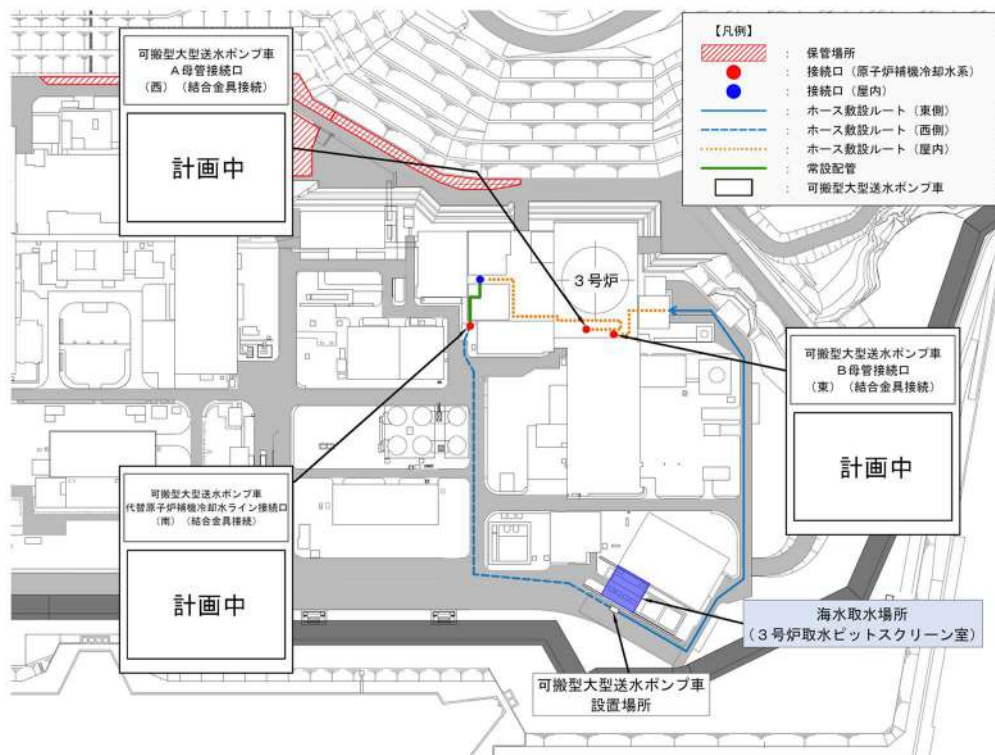 可搬型大型送水ポンプ車
A母管接続口
（西）（結合金具接続）
計画中
【凡例】
： 保管場所
： 接続口（原子炉補機冷却水系）
： 接続口（屋内）
： ホース敷設ルート（東側）
： ホース敷設ルート（西側）
： ホース敷設ルート（屋内）
： 常設配管
： 可搬型大型送水ポンプ車
３号炉
可搬型大型送水ポンプ車
B母管接続口
（東）（結合金具接続）
計画中
可搬型大型送水ポンプ車
代替原子炉補機冷却水ライン接続口
（南）（結合金具接続）
計画中
海水取水場所
（３号炉取水ピットスクリーン室）
可搬型大型送水ポンプ車
設置場所